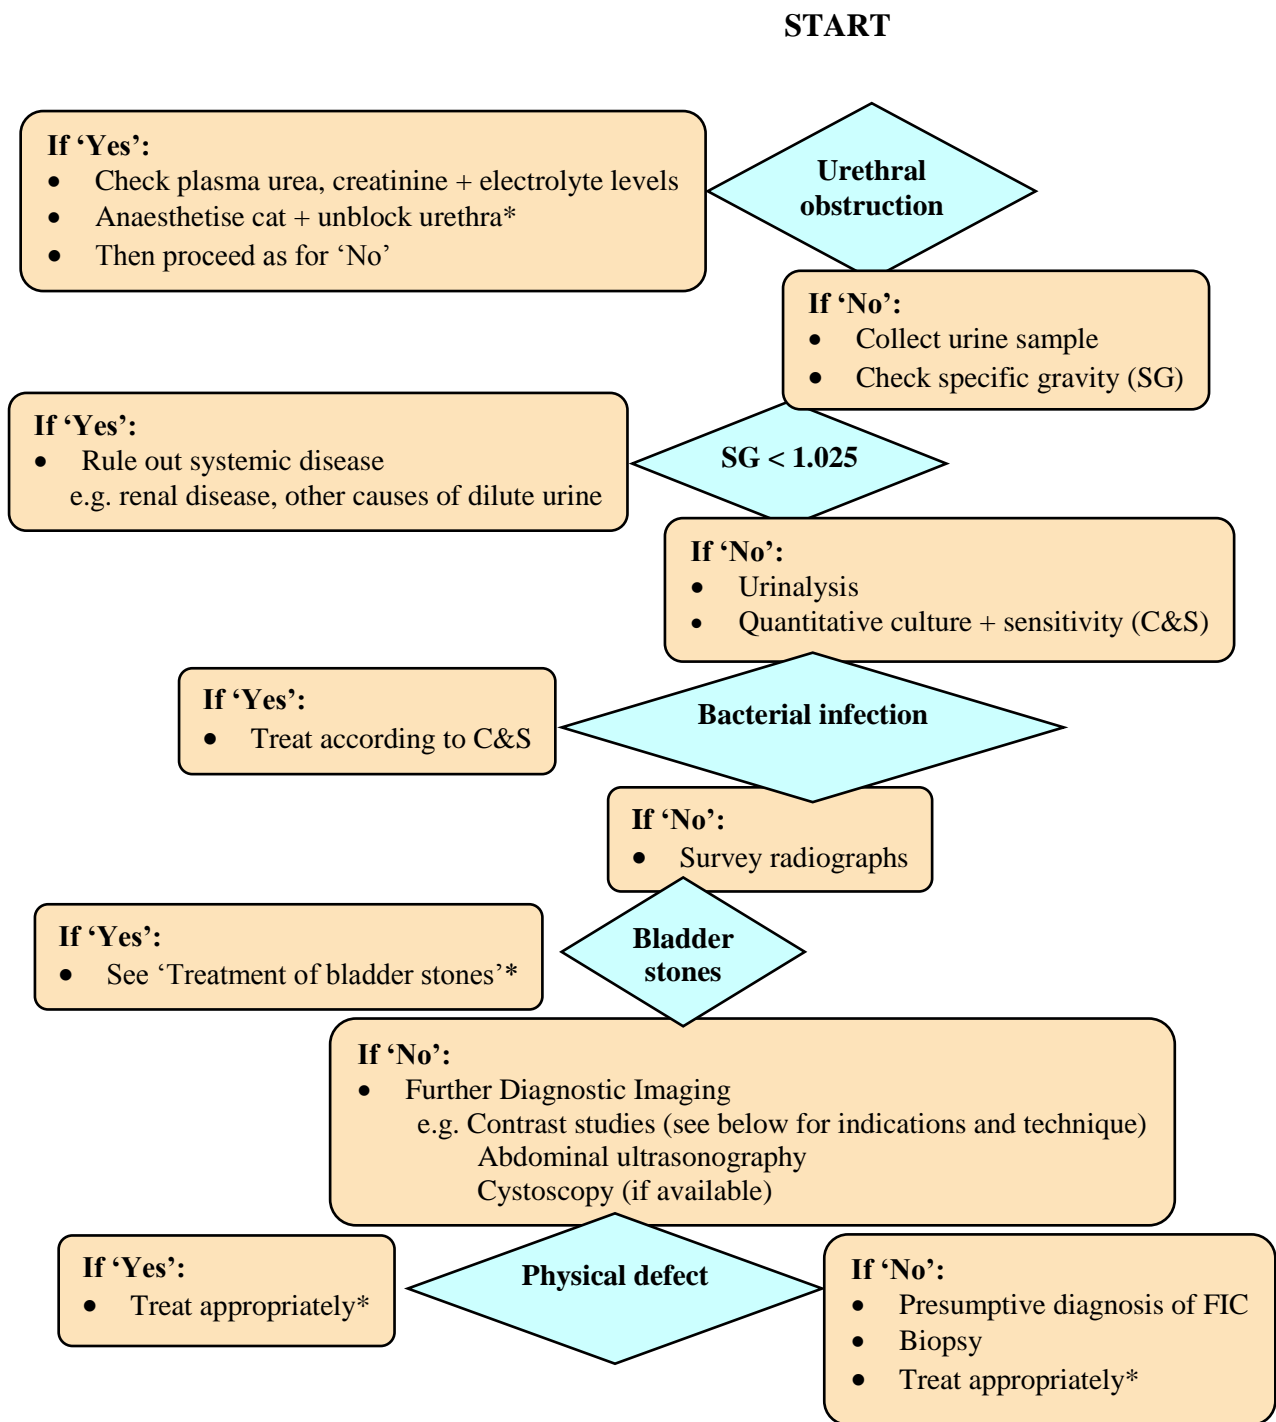 START
Urethral
obstruction
If ‘Yes’:
• Check plasma urea, creatinine + electrolyte levels
• Anaesthetise cat + unblock urethra*
• Then proceed as for ‘No’
If ‘No’:
• Collect urine sample
• Check specific gravity (SG)
SG < 1.025
If ‘Yes’:
• Rule out systemic disease
e.g. renal disease, other causes of dilute urine
If ‘No’:
• Urinalysis
• Quantitative culture + sensitivity (C&S)
Bacterial infection
If ‘Yes’:
• Treat according to C&S
If ‘No’:
• Survey radiographs
Bladder
stones
If ‘Yes’:
• See ‘Treatment of bladder stones’*
If ‘No’:
• Further Diagnostic Imaging
e.g. Contrast studies (see below for indications and technique)
Abdominal ultrasonography
Cystoscopy (if available)
Physical defect
If ‘Yes’:
• Treat appropriately*
If ‘No’:
• Presumptive diagnosis of FIC
• Biopsy
• Treat appropriately*